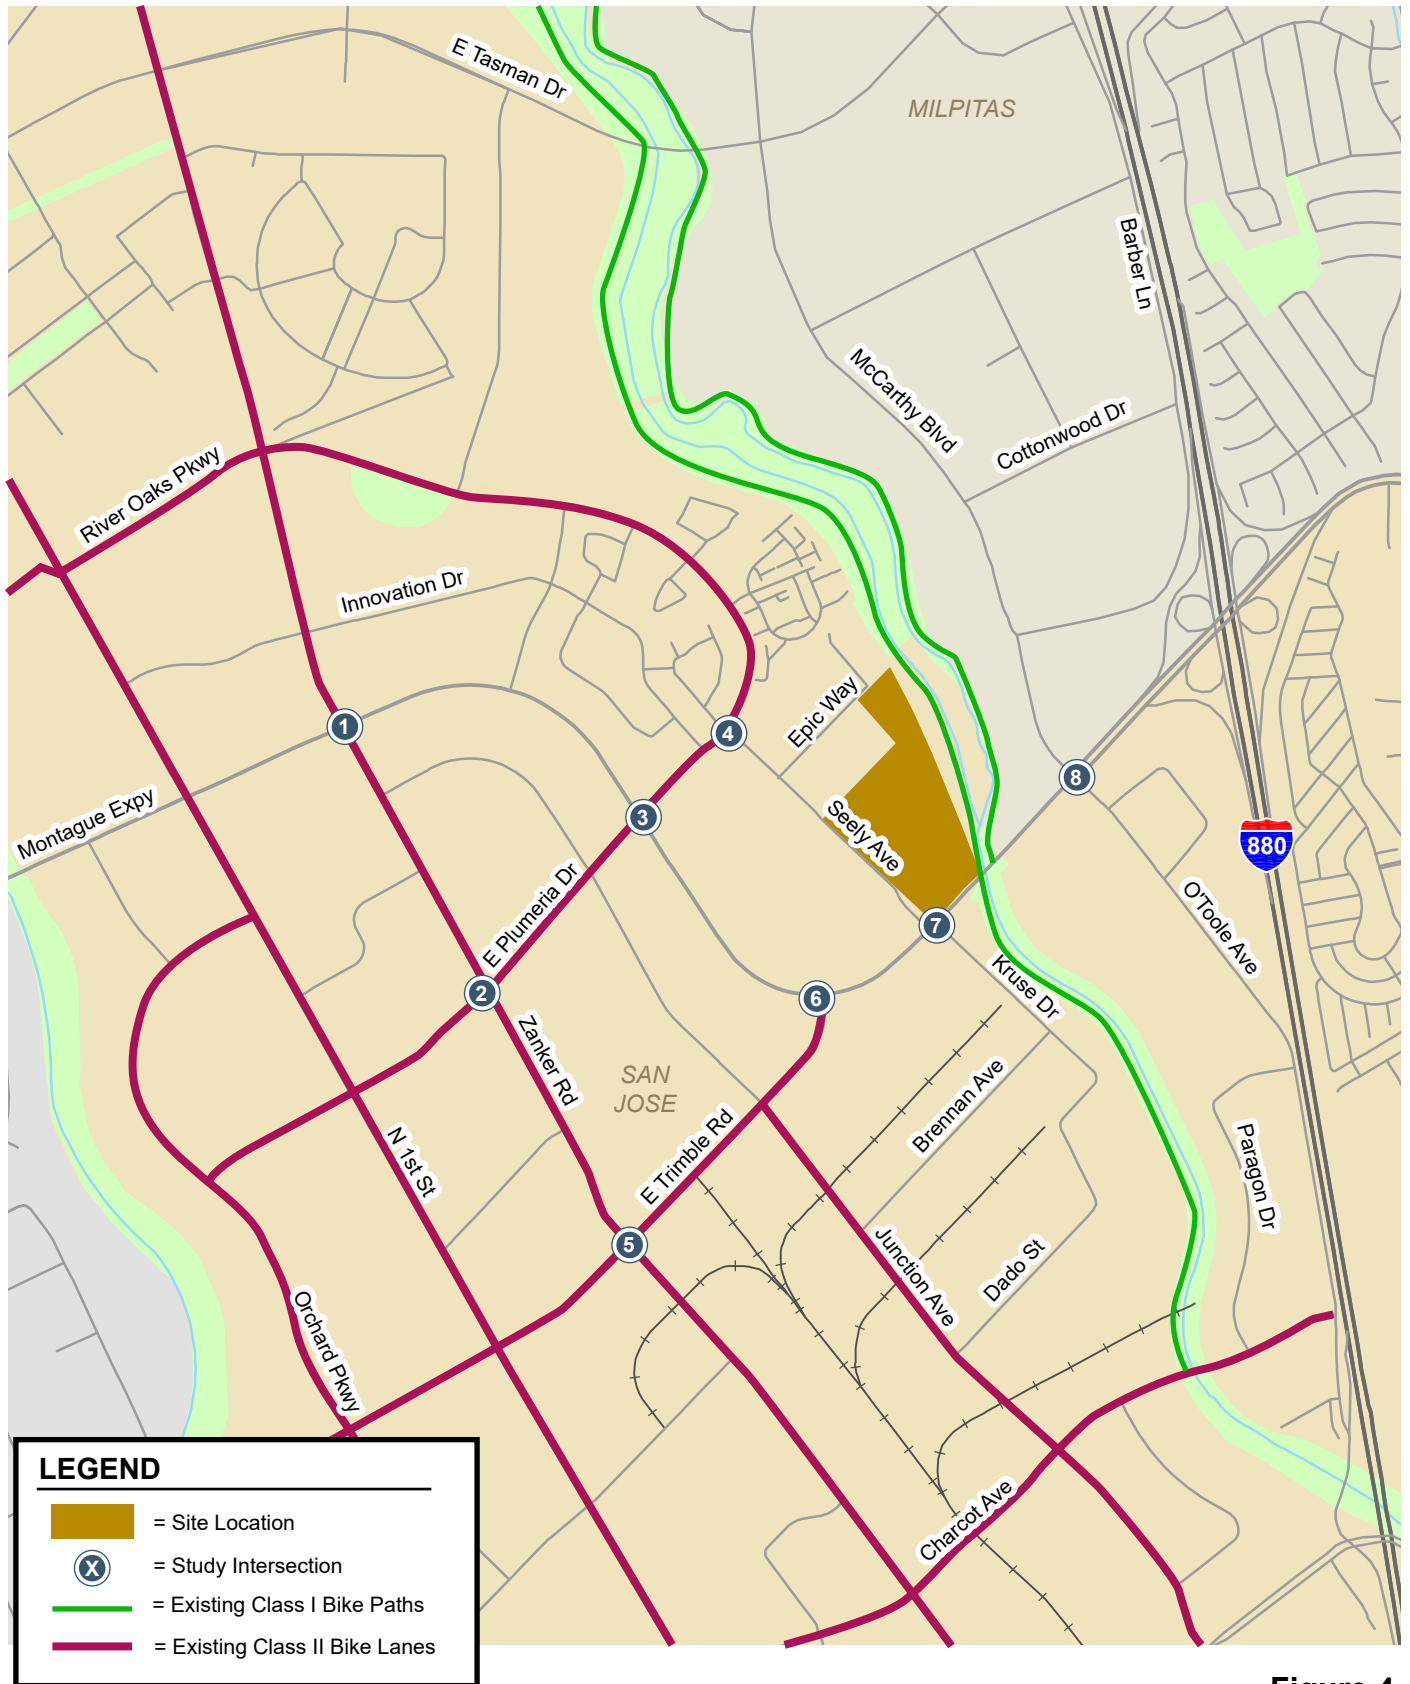 E Tasman Dr
MILPITAS
Barber Ln
McCarthy Blvd
Cottonwood Dr
River Oaks Pkwy
Innovation Dr
Epic Way
1
4
8
Montague Expy
3
Seely Ave
880
E Plumeria Dr
O'Toole Ave
7
Kruse Dr
2
6
Zanker Rd
SAN
JOSE
Brennan Ave
N 1st St
E Trimble Rd
Paragon Dr
5
Junction Ave
Dado St
Orchard Pkwy
Charcot Ave
LEGEND
= Site Location
X
= Study Intersection
= Existing Class I Bike Paths
= Existing Class II Bike Lanes
Figure 4